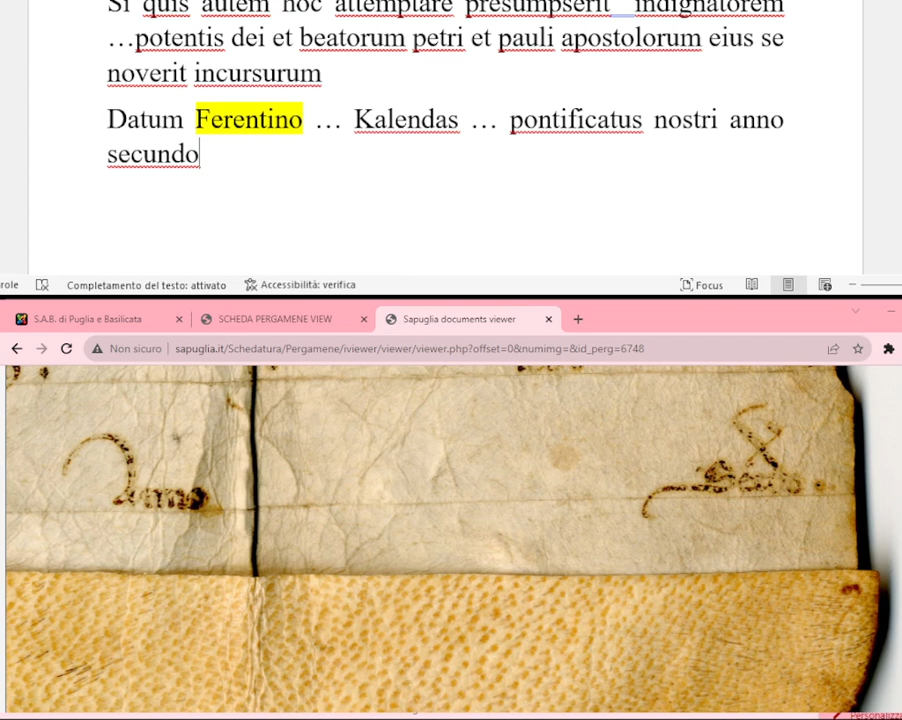 Si quis autem hoc attemptare presumpserit indignatorem
…potentis dei et beatorum petri et pauli apostolorum eius se
noverit incursurum
Datum Ferentino … Kalendas … pontificatus nostri anno
secundo
role Completamento del testo: attivato Accessibilità: verifica Focus
S.A.B. di Puglia e Basilicata SCHEDA PERGAMENE VIEW Sapuglia documents viewer
Non sicuro sapuglia.it/Schedatura/Pergamene/iviewer/viewer/viewer.php?offset=0&numimg=&id_perg=6748
Personalizza